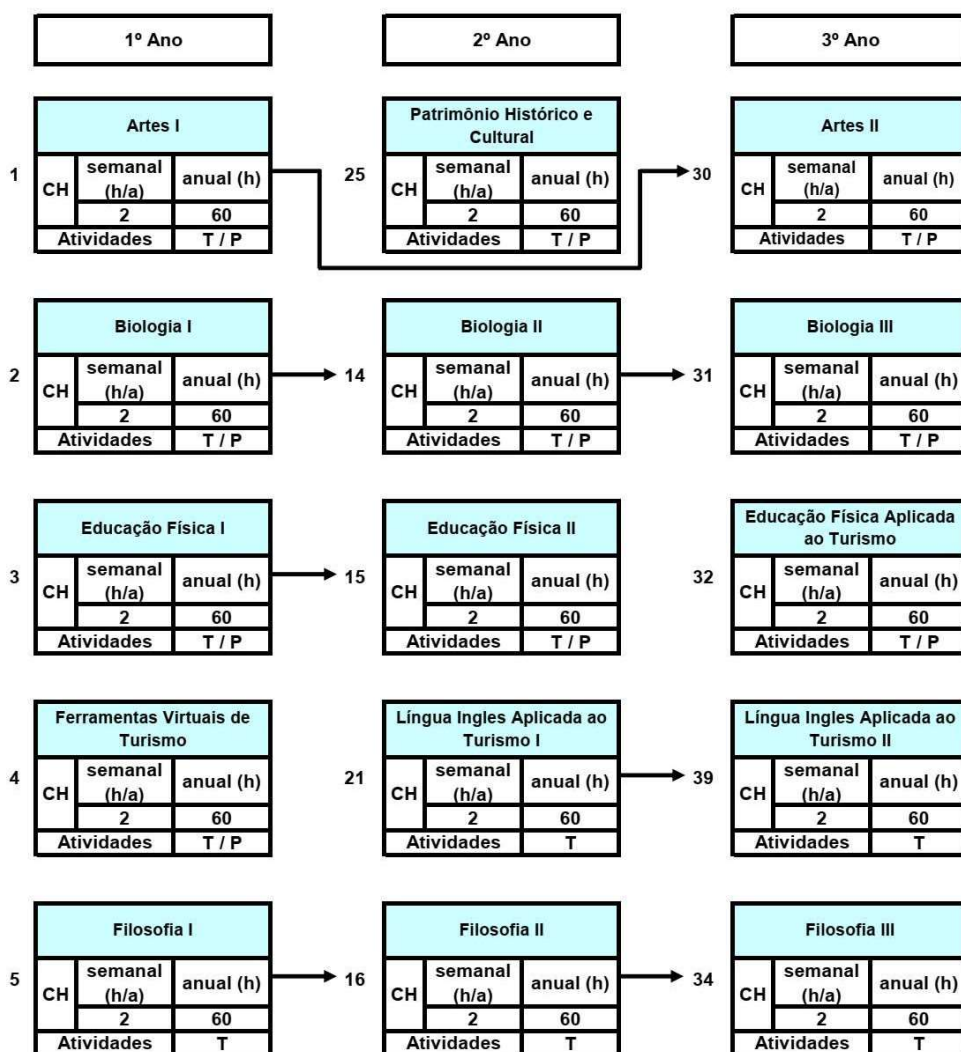 1º Ano
2º Ano
3º Ano
1
Artes I
CH
semanal
(h/a)
anual (h)
2
60
Atividades
T / P
25
Patrimônio Histórico e
Cultural
CH
semanal
(h/a)
anual (h)
2
60
Atividades
T / P
30
Artes II
CH
semanal
(h/a)
anual (h)
2
60
Atividades
T / P
2
Biologia I
CH
semanal
(h/a)
anual (h)
2
60
Atividades
T / P
14
Biologia II
CH
semanal
(h/a)
anual (h)
2
60
Atividades
T / P
31
Biologia III
CH
semanal
(h/a)
anual (h)
2
60
Atividades
T / P
3
Educação Física I
CH
semanal
(h/a)
anual (h)
2
60
Atividades
T / P
15
Educação Física II
CH
semanal
(h/a)
anual (h)
2
60
Atividades
T / P
32
Educação Física Aplicada
ao Turismo
CH
semanal
(h/a)
anual (h)
2
60
Atividades
T / P
4
Ferramentas Virtuais de
Turismo
CH
semanal
(h/a)
anual (h)
2
60
Atividades
T / P
21
Língua Ingles Aplicada ao
Turismo I
CH
semanal
(h/a)
anual (h)
2
60
Atividades
T
39
Língua Ingles Aplicada ao
Turismo II
CH
semanal
(h/a)
anual (h)
2
60
Atividades
T
5
Filosofia I
CH
semanal
(h/a)
anual (h)
2
60
Atividades
T
16
Filosofia II
CH
semanal
(h/a)
anual (h)
2
60
Atividades
T
34
Filosofia III
CH
semanal
(h/a)
anual (h)
2
60
Atividades
T